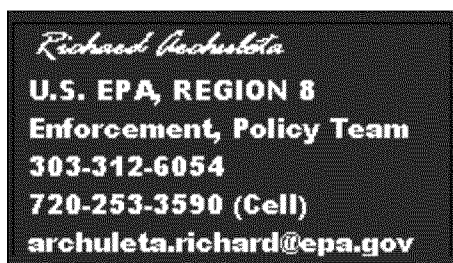 Richard Archuleta
U.S. EPA, REGION 8
Enforcement, Policy Team
303-312-6054
720-253-3590 (Cell)
archuleta.richard@epa.gov